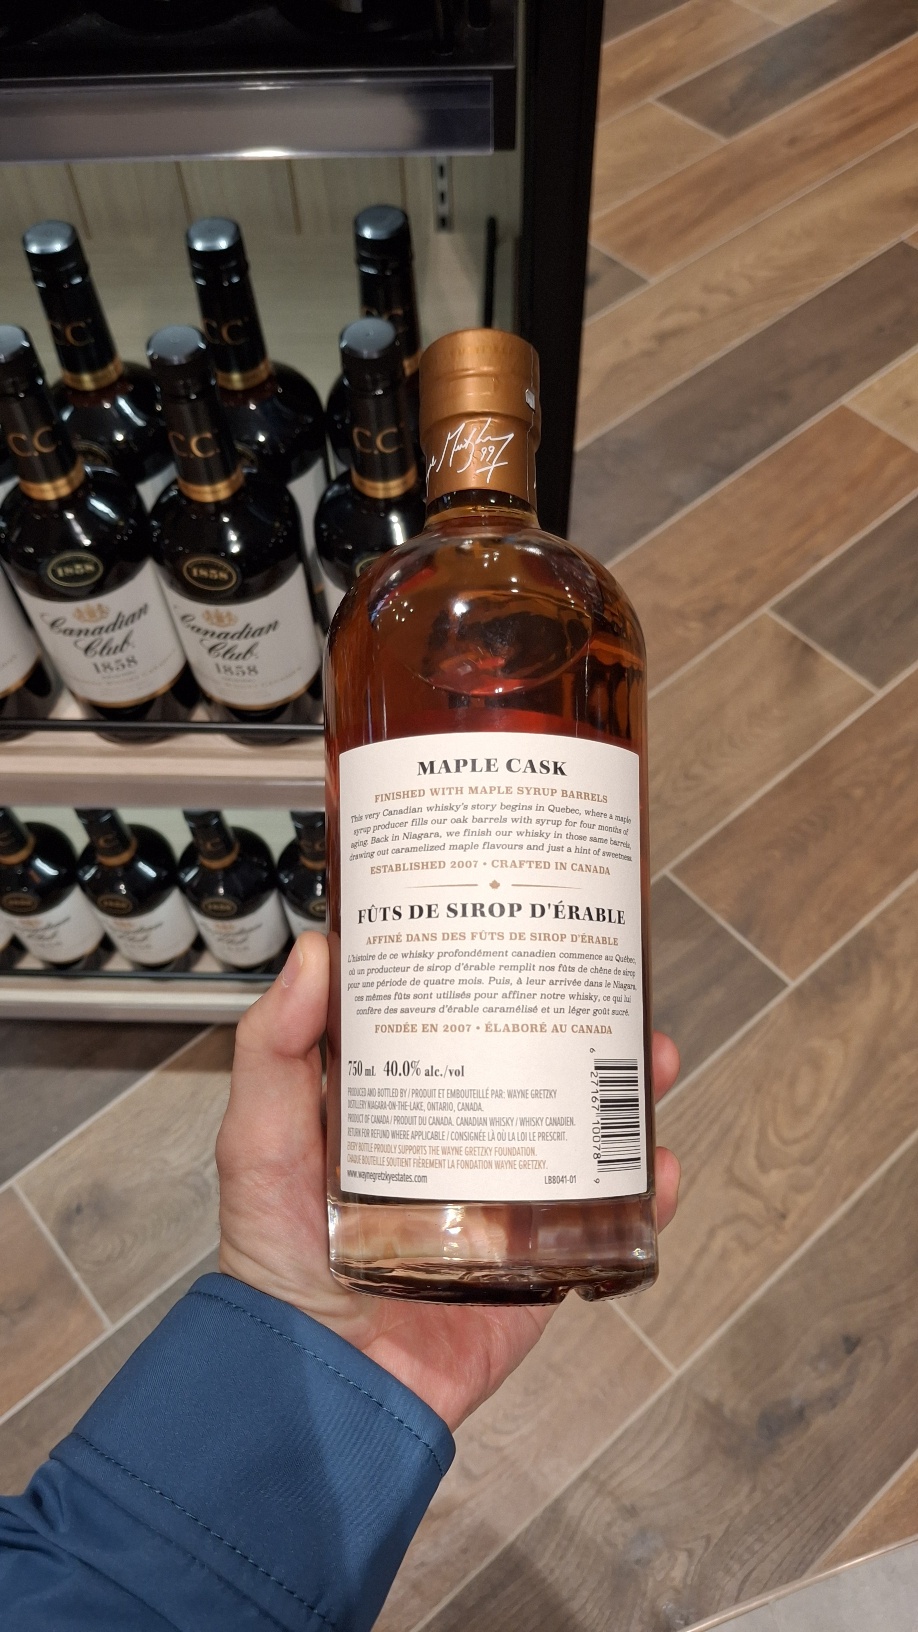 C.C
C.C
C.C
C.C
C.C
Muzhly 99
1858
1858
Canadian
Club
1858
Canadian
Club
1858
MAPLE CASK
FINISHED WITH MAPLE SYRUP BARRELS
This very Canadian whisky's story begins in Quebec, where a maple
syrup producer fills our oak barrels with syrup for four months of
aging. Back in Niagara, we finish our whisky in those same barrels,
drawing out caramelized maple flavours and just a hint of sweetness.
ESTABLISHED 2007 • CRAFTED IN CANADA
FÛTS DE SIROP D'ÉRABLE
AFFINÉ DANS DES FÛTS DE SIROP D'ÉRABLE
L'histoire de ce whisky profondément canadien commence au Québec,
où un producteur de sirop d'érable remplit nos fûts de chêne de sirop
pour une période de quatre mois. Puis, à leur arrivée dans le Niagara,
ces mêmes fûts sont utilisés pour affiner notre whisky, ce qui lui
confère des saveurs d'érable caramélisé et un léger goût sucré.
FONDÉE EN 2007 • ÉLABORÉ AU CANADA
750 mL 40.0% alc./vol
PRODUCED AND BOTTLED BY / PRODUIT ET EMBOUTEILLÉ PAR: WAYNE GRETZKY
DISTILLERY NIAGARA-ON-THE-LAKE, ONTARIO, CANADA.
PRODUCT OF CANADA / PRODUIT DU CANADA. CANADIAN WHISKY / WHISKY CANADIEN.
RETURN FOR REFUND WHERE APPLICABLE / CONSIGNÉE LÀ OÙ LA LOI LE PRESCRIT.
EVERY BOTTLE PROUDLY SUPPORTS THE WAYNE GRETZKY FOUNDATION.
CHAQUE BOUTEILLE SOUTIENT FIÈREMENT LA FONDATION WAYNE GRETZKY.
www.waynegretzkyestates.com LBB041-01
6 27167 10078 9